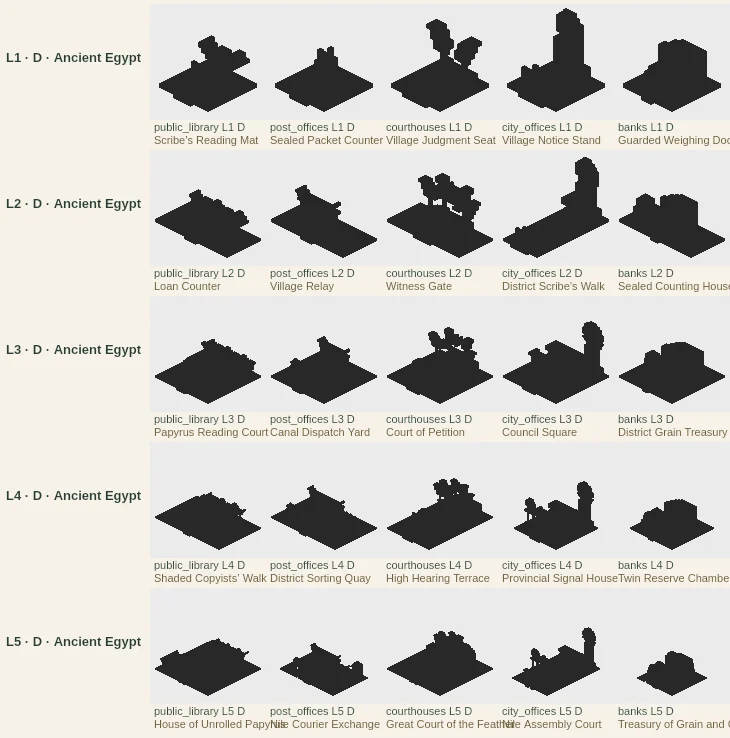 L1 · D · Ancient Egypt
public_library L1 D
Scribe's Reading Mat
post_offices L1 D
Sealed Packet Counter
courthouses L1 D
Village Judgment Seat
city_offices L1 D
Village Notice Stand
banks L1 D
Guarded Weighing Doo
L2 · D · Ancient Egypt
public_library L2 D
Loan Counter
post_offices L2 D
Village Relay
courthouses L2 D
Witness Gate
city_offices L2 D
District Scribe's Walk
banks L2 D
Sealed Counting House
L3 · D · Ancient Egypt
public_library L3 D
Papyrus Reading Court
post_offices L3 D
Canal Dispatch Yard
courthouses L3 D
Court of Petition
city_offices L3 D
Council Square
banks L3 D
District Grain Treasury
L4 · D · Ancient Egypt
public_library L4 D
Shaded Copyists' Walk
post_offices L4 D
District Sorting Quay
courthouses L4 D
High Hearing Terrace
city_offices L4 D
Provincial Signal House
banks L4 D
Twin Reserve Chambe
L5 · D · Ancient Egypt
public_library L5 D
House of Unrolled Papyrus
post_offices L5 D
Nile Courier Exchange
courthouses L5 D
Great Court of the Feather
city_offices L5 D
Nile Assembly Court
banks L5 D
Treasury of Grain and